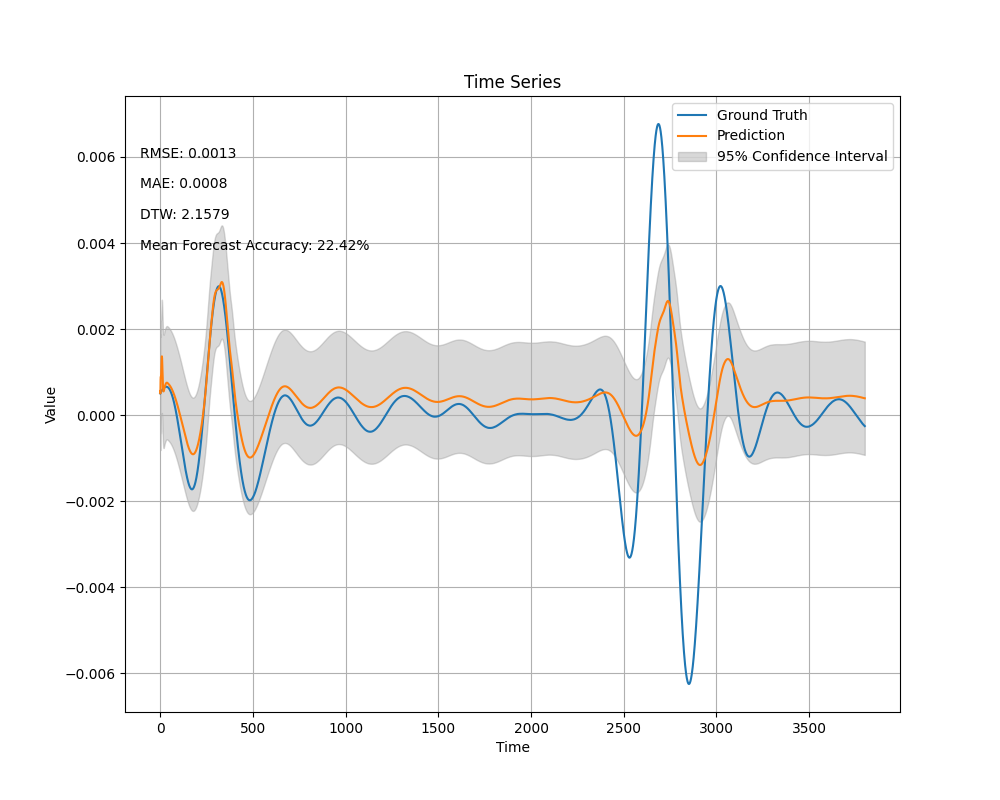 Time Series
Ground Truth
Prediction
95% Confidence Interval
RMSE: 0.0013
MAE: 0.0008
DTW: 2.1579
Mean Forecast Accuracy: 22.42%
Value
0.006
0.004
0.002
0.000
−0.002
−0.004
−0.006
0 500 1000 1500 2000 2500 3000 3500
Time